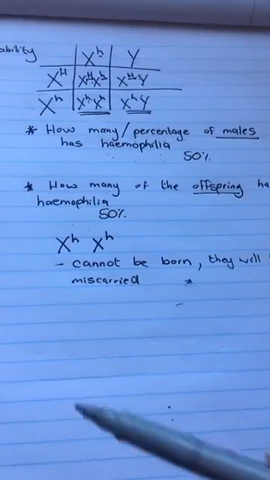 ability
X^h Y
X^H X^H X^h X^H Y
X^h X^h X^h X^h Y
* How many / percentage of males
has haemophilia
50%
* How many of the offspring ha
haemophilia
50%
X^h X^h
- cannot be born, they will
miscarried